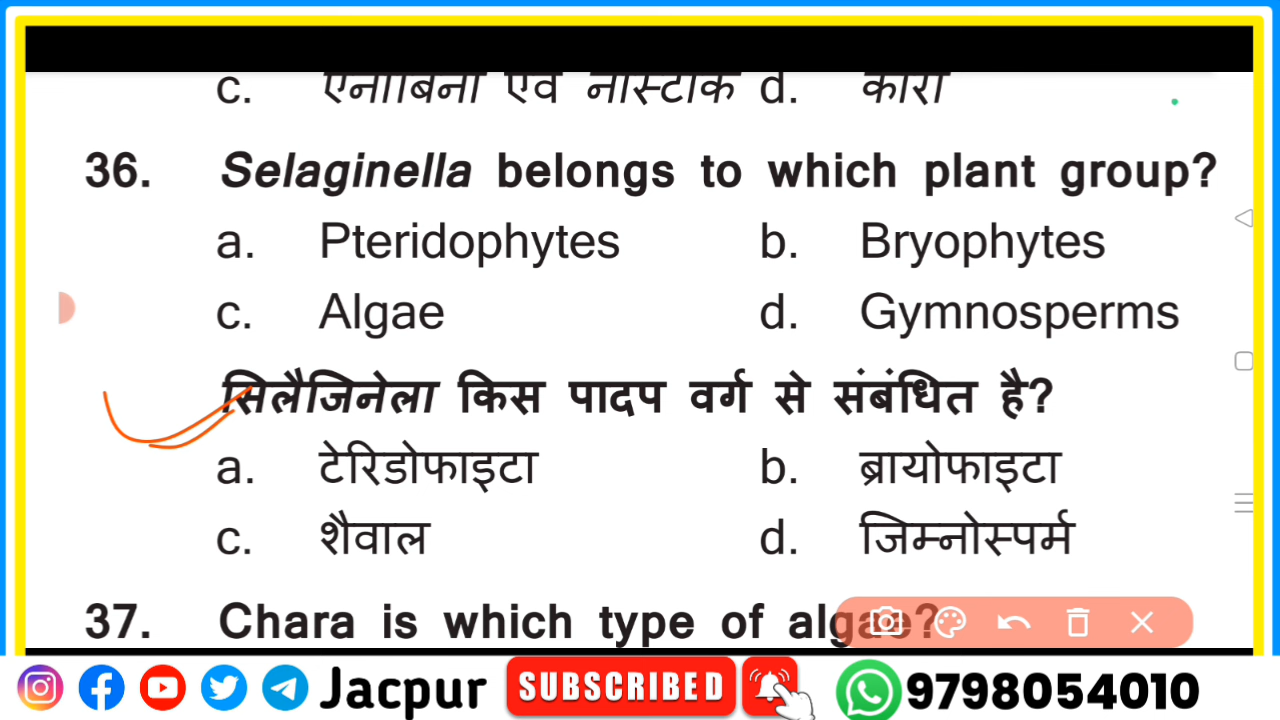 c. एनाबिना एवं नॉस्टॉक d. कारा
36. Selaginella belongs to which plant group?
a. Pteridophytes b. Bryophytes
c. Algae d. Gymnosperms
सिलैजिनेला किस पादप वर्ग से संबंधित है?
a. टेरिडोफाइटा b. ब्रायोफाइटा
c. शैवाल d. जिम्नोस्पर्म
37. Chara is which type of algae?
Jacpur SUBSCRIBED 9798054010